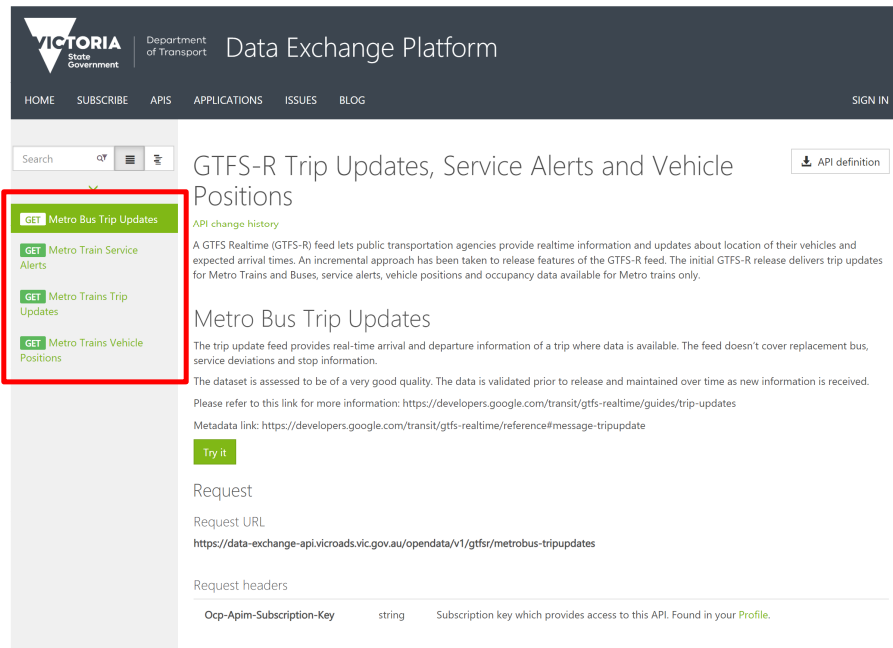 VICTORIA
State
Government
Department
of Transport
Data Exchange Platform
HOME SUBSCRIBE APIS APPLICATIONS ISSUES BLOG SIGN IN
Search
GTFS-R Trip Updates, Service Alerts and Vehicle
Positions
API definition
GET Metro Bus Trip Updates
GET Metro Train Service
Alerts
GET Metro Trains Trip
Updates
GET Metro Trains Vehicle
Positions
API change history
A GTFS Realtime (GTFS-R) feed lets public transportation agencies provide realtime information and updates about location of their vehicles and
expected arrival times. An incremental approach has been taken to release features of the GTFS-R feed. The initial GTFS-R release delivers trip updates
for Metro Trains and Buses, service alerts, vehicle positions and occupancy data available for Metro trains only.
Metro Bus Trip Updates
The trip update feed provides real-time arrival and departure information of a trip where data is available. The feed doesn't cover replacement bus,
service deviations and stop information.
The dataset is assessed to be of a very good quality. The data is validated prior to release and maintained over time as new information is received.
Please refer to this link for more information: https://developers.google.com/transit/gtfs-realtime/guides/trip-updates
Metadata link: https://developers.google.com/transit/gtfs-realtime/reference#message-tripupdate
Try it
Request
Request URL
https://data-exchange-api.vicroads.vic.gov.au/opendata/v1/gtfsr/metrobus-tripupdates
Request headers
Ocp-Apim-Subscription-Key string Subscription key which provides access to this API. Found in your Profile.